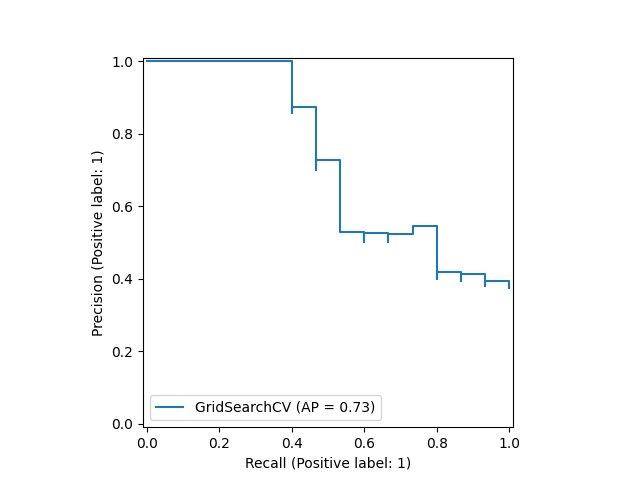 1.0
0.8
0.6
0.4
0.2
0.0
Precision (Positive label: 1)
GridSearchCV (AP = 0.73)
0.0 0.2 0.4 0.6 0.8 1.0
Recall (Positive label: 1)